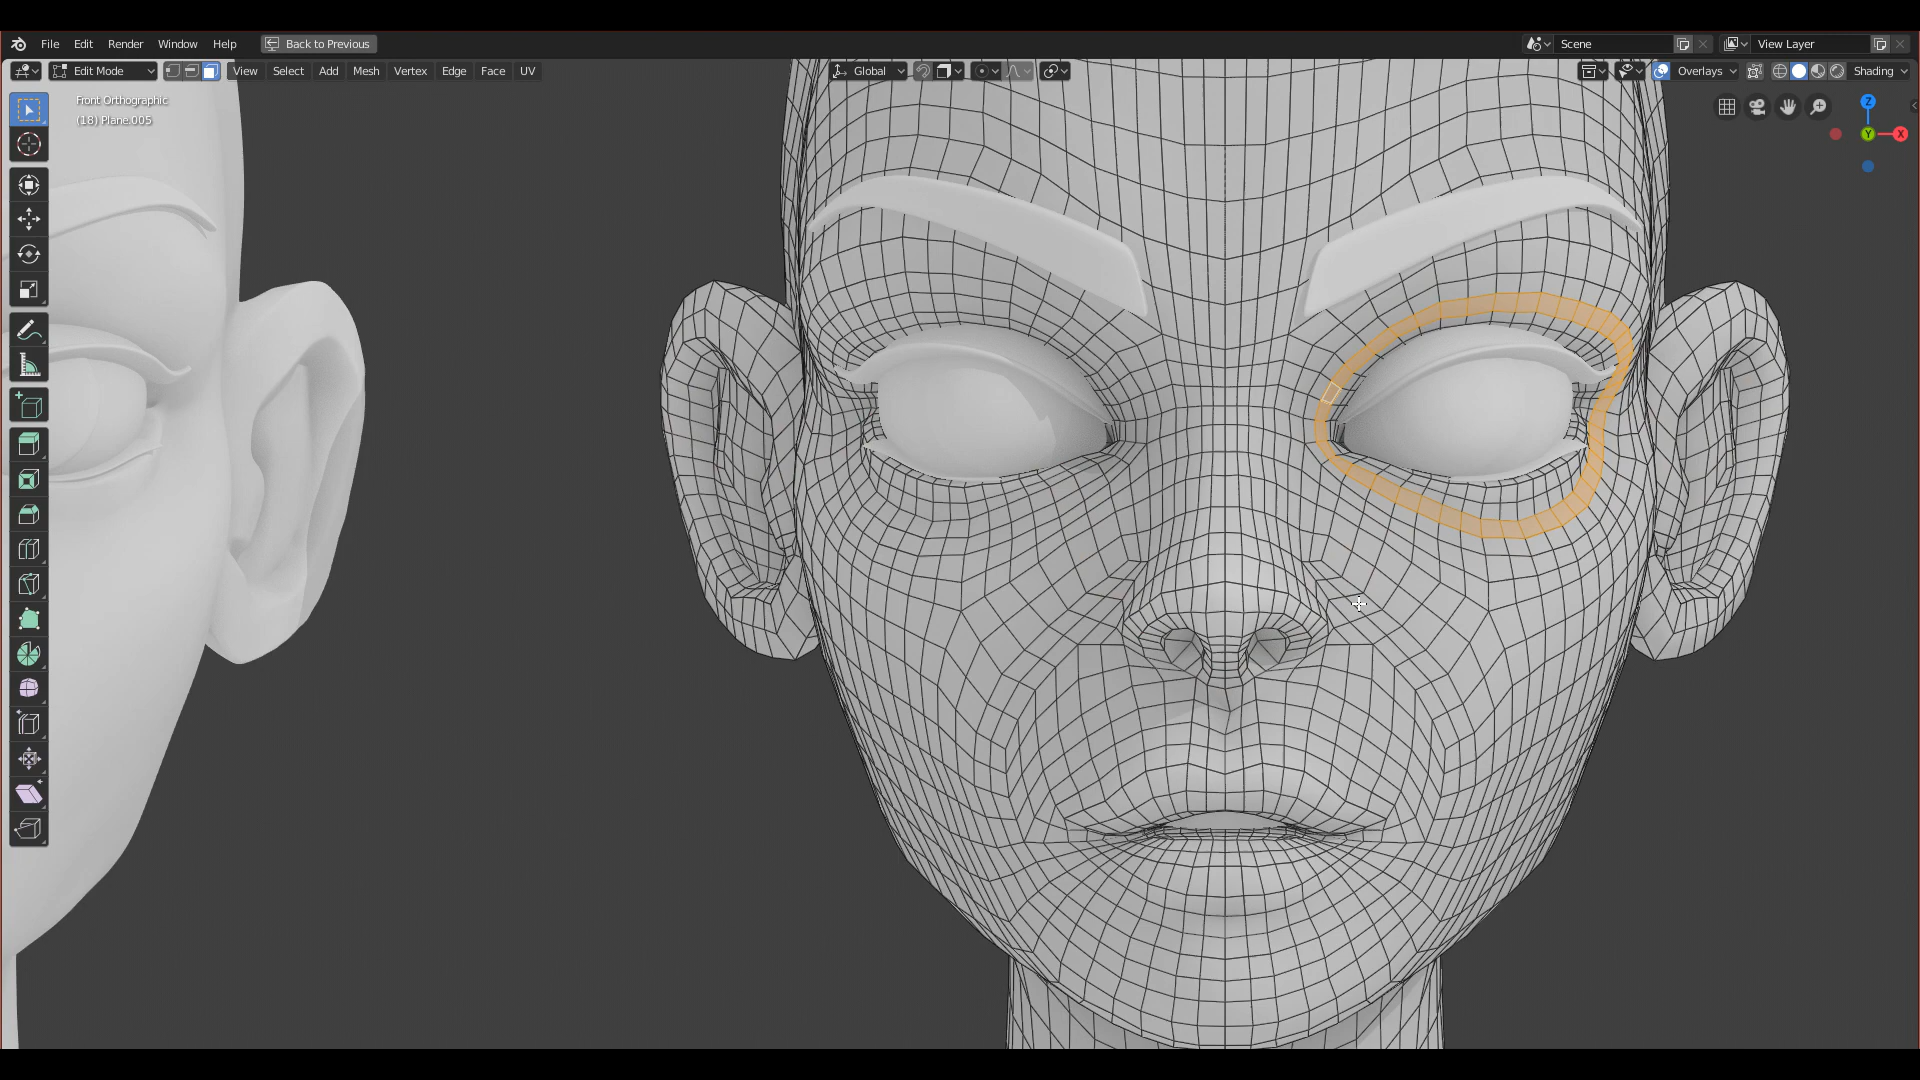 File Edit Render Window Help Back to Previous Scene View Layer
Edit Mode View Select Add Mesh Vertex Edge Face UV Global Overlays Shading
Front Orthographic
(18) Plane.005
Z
Y X